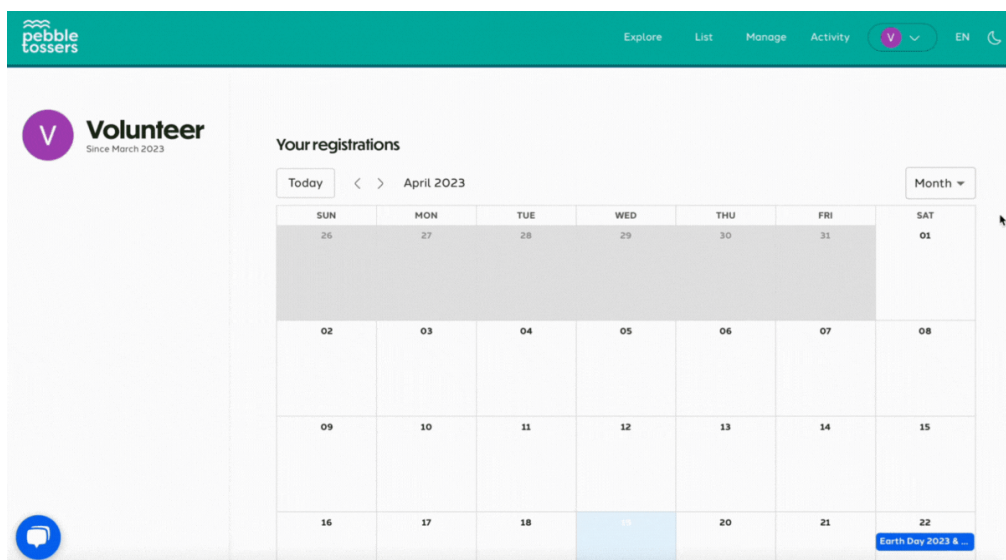 pebble
tossers
Explore List Manage Activity V EN
V
Volunteer
Since March 2023
Your registrations
Today April 2023 Month
SUN MON TUE WED THU FRI SAT
26 27 28 29 30 31 01
02 03 04 05 06 07 08
09 10 11 12 13 14 15
16 17 18 19 20 21 22
Earth Day 2023 & ...